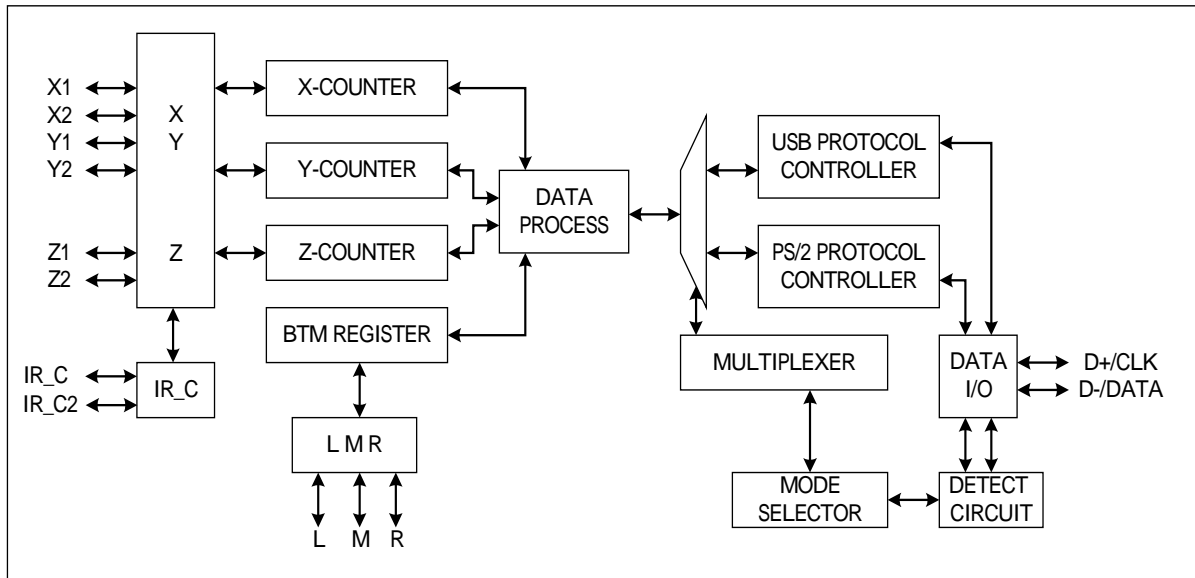 X1
X2
Y1
Y2
Z1
Z2
X
Y
Z
IR_C
IR_C2
IR_C
X-COUNTER
Y-COUNTER
Z-COUNTER
BTM REGISTER
L M R
L
M
R
DATA
PROCESS
USB PROTOCOL
CONTROLLER
PS/2 PROTOCOL
CONTROLLER
MULTIPLEXER
MODE
SELECTOR
DATA
I/O
DETECT
CIRCUIT
D+/CLK
D-/DATA